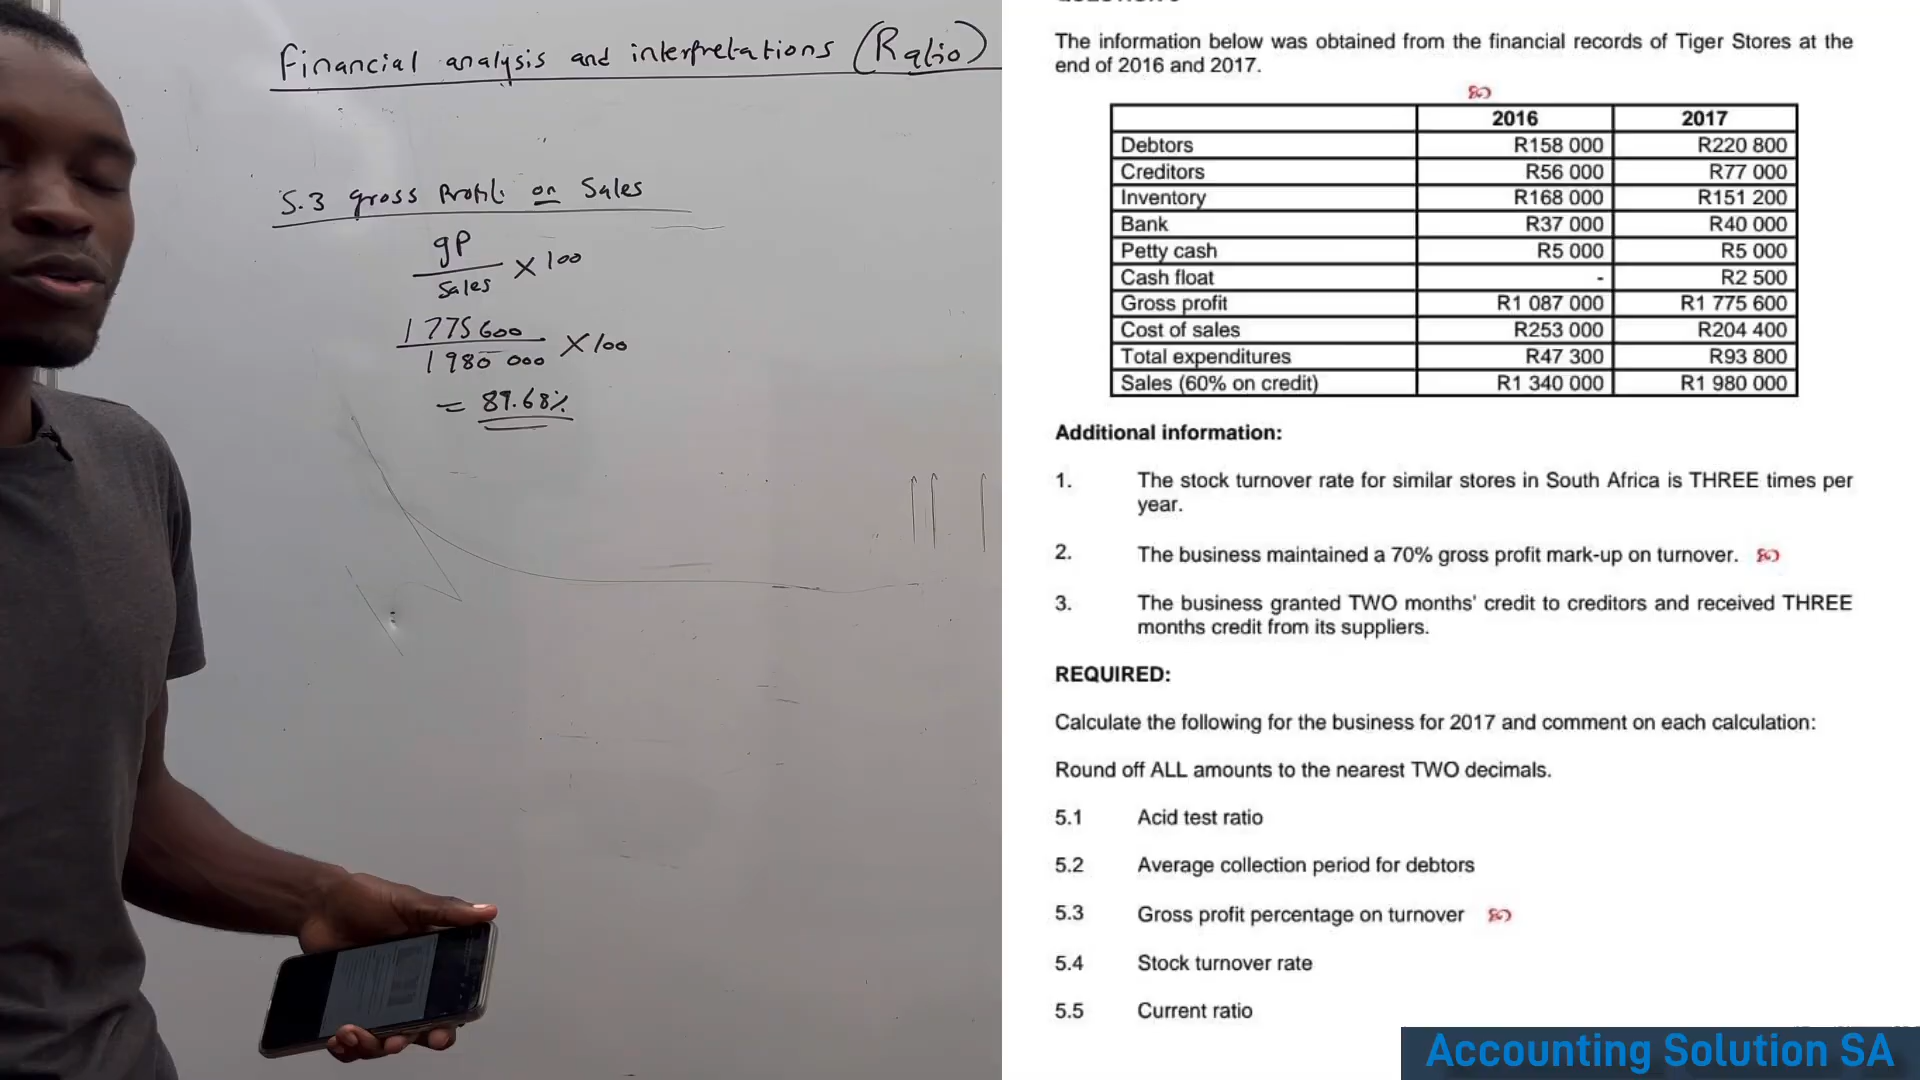 Financial analysis and interpretations (Ratio)
5.3 gross Profit on Sales
gP
Sales × 100
1 775 600
1 980 000 × 100
= 89.68%
The information below was obtained from the financial records of Tiger Stores at the
end of 2016 and 2017.
2016 2017
Debtors R158 000 R220 800
Creditors R56 000 R77 000
Inventory R168 000 R151 200
Bank R37 000 R40 000
Petty cash R5 000 R5 000
Cash float - R2 500
Gross profit R1 087 000 R1 775 600
Cost of sales R253 000 R204 400
Total expenditures R47 300 R93 800
Sales (60% on credit) R1 340 000 R1 980 000
Additional information:
1. The stock turnover rate for similar stores in South Africa is THREE times per
year.
2. The business maintained a 70% gross profit mark-up on turnover.
3. The business granted TWO months' credit to creditors and received THREE
months credit from its suppliers.
REQUIRED:
Calculate the following for the business for 2017 and comment on each calculation:
Round off ALL amounts to the nearest TWO decimals.
5.1 Acid test ratio
5.2 Average collection period for debtors
5.3 Gross profit percentage on turnover
5.4 Stock turnover rate
5.5 Current ratio
Accounting Solution SA